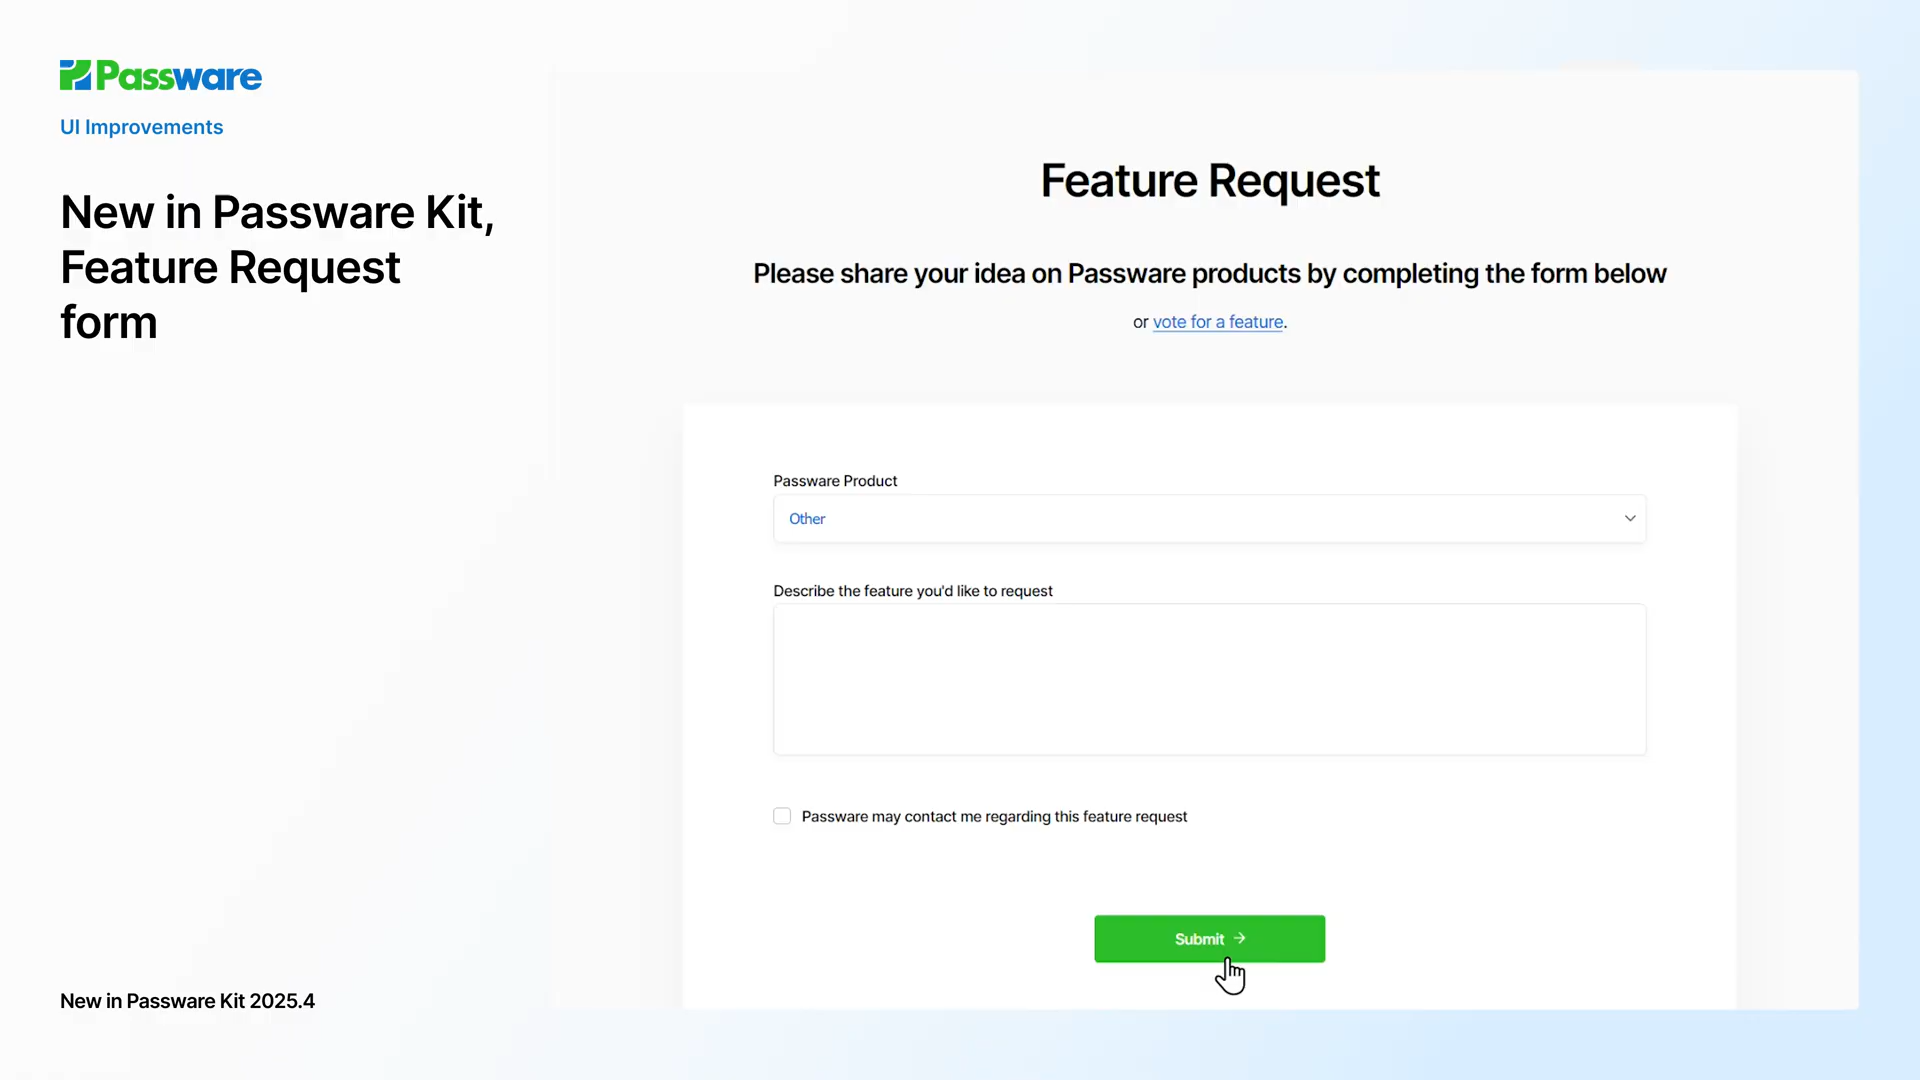 Passware
UI Improvements
New in Passware Kit,
Feature Request
form
New in Passware Kit 2025.4
Feature Request
Please share your idea on Passware products by completing the form below
or vote for a feature.
Passware Product
Other
Describe the feature you'd like to request
Passware may contact me regarding this feature request
Submit →